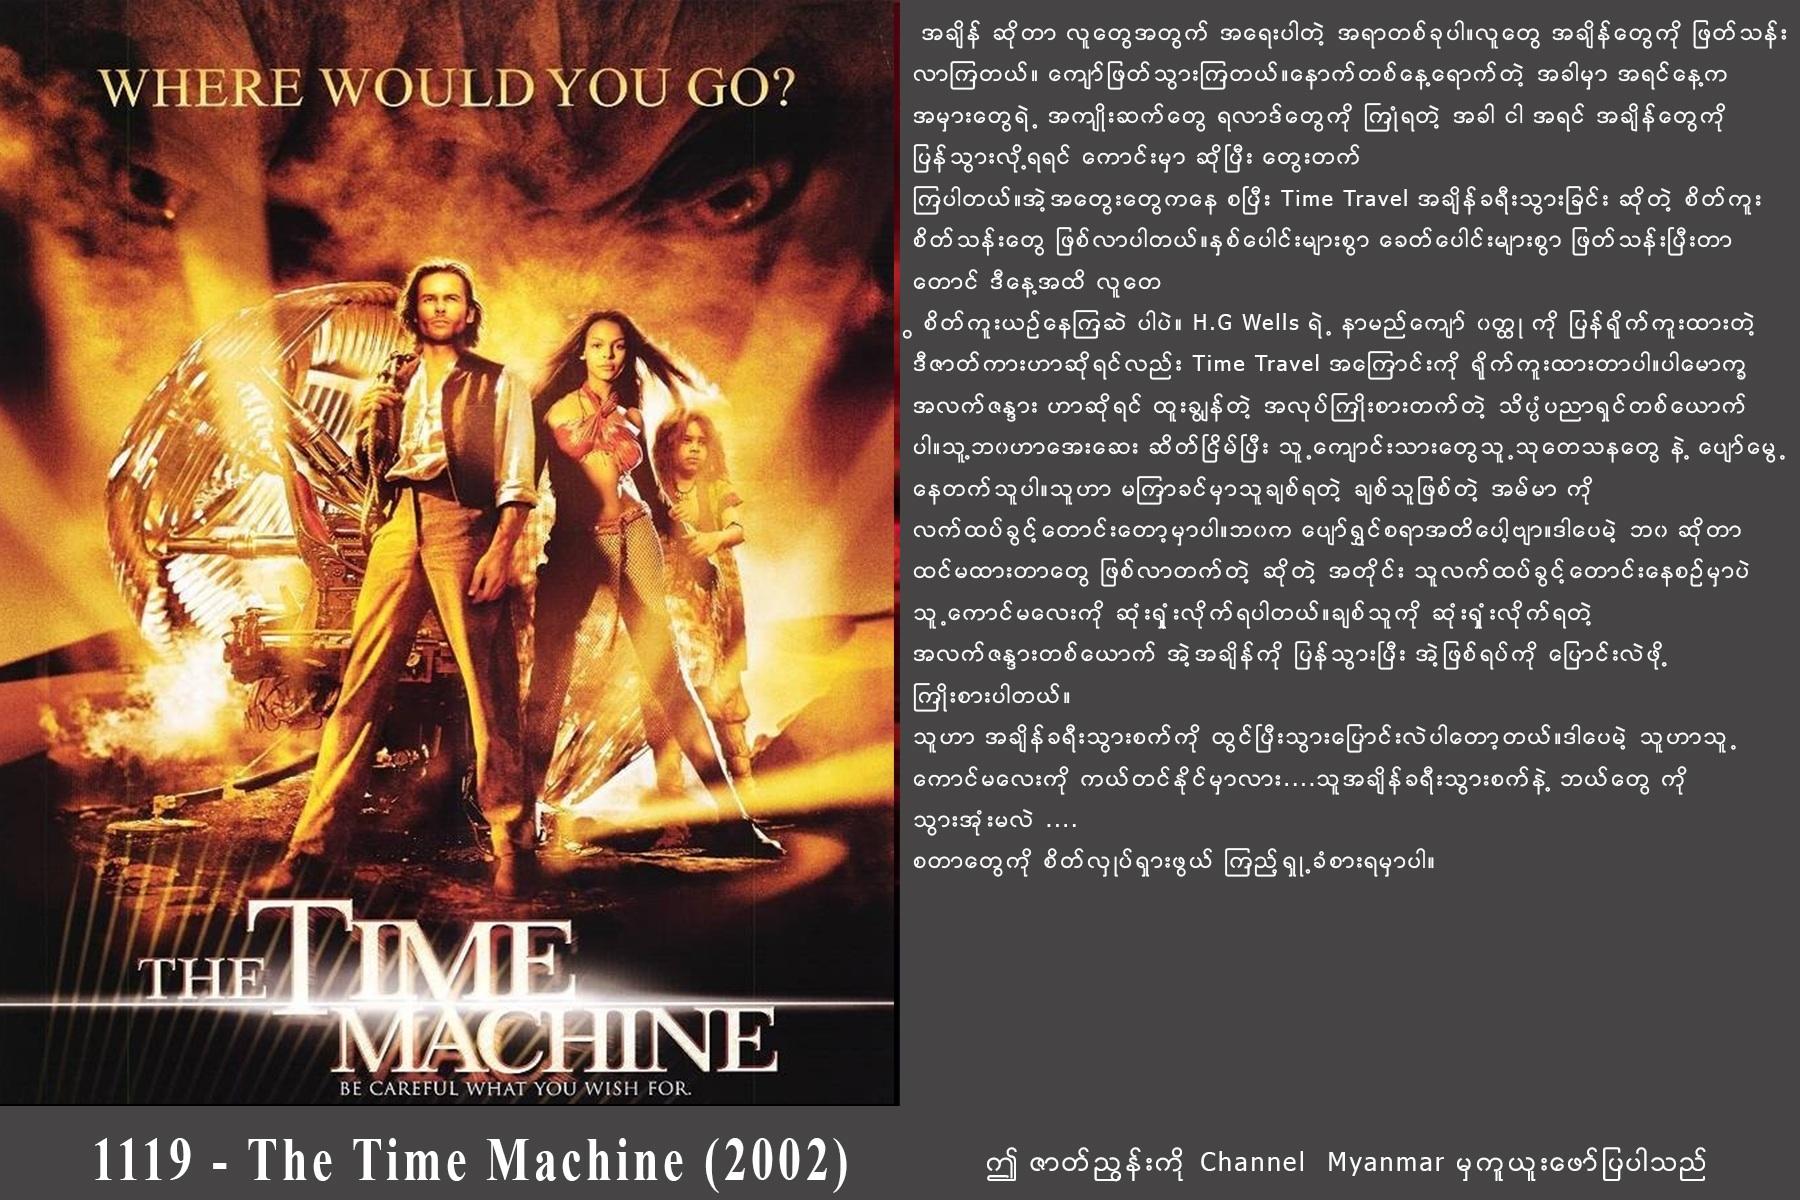 WHERE WOULD YOU GO?
THE TIME
MACHINE
BE CAREFUL WHAT YOU WISH FOR.
1119 - The Time Machine (2002)
အချိန် ဆိုတာ လူတွေအတွက် အရေးပါတဲ့ အရာတစ်ခုပါ။လူတွေ အချိန်တွေကို ဖြတ်သန်း
လာကြတယ်။ ကျော်ဖြတ်သွားကြတယ်။နောက်တစ်နေ့ရောက်တဲ့ အခါမှာ အရင်နေ့က
အမှားတွေရဲ့ အကျိုးဆက်တွေ ရလာဒ်တွေကို ကြုံရတဲ့ အခါ ငါ အရင် အချိန်တွေကို
ပြန်သွားလို့ရရင် ကောင်းမှာ ဆိုပြီး တွေးတက်
ကြပါတယ်။အဲ့အတွေးတွေကနေ စပြီး Time Travel အချိန်ခရီးသွားခြင်း ဆိုတဲ့ စိတ်ကူး
စိတ်သန်းတွေ ဖြစ်လာပါတယ်။နှစ်ပေါင်းများစွာ ခေတ်ပေါင်းများစွာ ဖြတ်သန်းပြီးတာ
တောင် ဒီနေ့အထိ လူတေ
ွ စိတ်ကူးယဉ်နေကြဆဲ ပါပဲ။ H.G Wells ရဲ့ နာမည်ကျော် ၀တ္ထု ကို ပြန်ရိုက်ကူးထားတဲ့
ဒီဇာတ်ကားဟာဆိုရင်လည်း Time Travel အကြောင်းကို ရိုက်ကူးထားတာပါ။ပါမောက္ခ
အလက်ဇန္ဒား ဟာဆိုရင် ထူးချွန်တဲ့ အလုပ်ကြိုးစားတက်တဲ့ သိပ္ပံပညာရှင်တစ်ယောက်
ပါ။သူ့ဘ၀ဟာအေးဆေး ဆိတ်ငြိမ်ပြီး သူ့ကျောင်းသားတွေသူ့သုတေသနတွေ နဲ့ ပျော်မွေ့
နေတက်သူပါ။သူဟာ မကြာခင်မှာသူချစ်ရတဲ့ ချစ်သူဖြစ်တဲ့ အမ်မာ ကို
လက်ထပ်ခွင့်တောင်းတော့မှာပါ။ဘ၀က ပျော်ရွှင်စရာအတိပေါ့ဗျာ။ဒါပေမဲ့ ဘ၀ ဆိုတာ
ထင်မထားတာတွေ ဖြစ်လာတက်တဲ့ ဆိုတဲ့ အတိုင်း သူလက်ထပ်ခွင့်တောင်းနေစဉ်မှာပဲ
သူ့ကောင်မလေးကို ဆုံးရှုံးလိုက်ရပါတယ်။ချစ်သူကို ဆုံးရှုံးလိုက်ရတဲ့
အလက်ဇန္ဒားတစ်ယောက် အဲ့အချိန်ကို ပြန်သွားပြီး အဲ့ဖြစ်ရပ်ကို ပြောင်းလဲဖို့
ကြိုးစားပါတယ်။
သူဟာ အချိန်ခရီးသွားစက်ကို ထွင်ပြီးသွားပြောင်းလဲပါတော့တယ်။ဒါပေမဲ့ သူဟာသူ့
ကောင်မလေးကို ကယ်တင်နိုင်မှာလား....သူအချိန်ခရီးသွားစက်နဲ့ ဘယ်တွေ ကို
သွားအုံးမလဲ ....
စတာတွေကို စိတ်လှုပ်ရှားဖွယ် ကြည့်ရှု့ခံစားရမှာပါ။
ဤ ဇာတ်ညွှန်းကို Channel Myanmar မှကူယူးဖော်ပြပါသည်